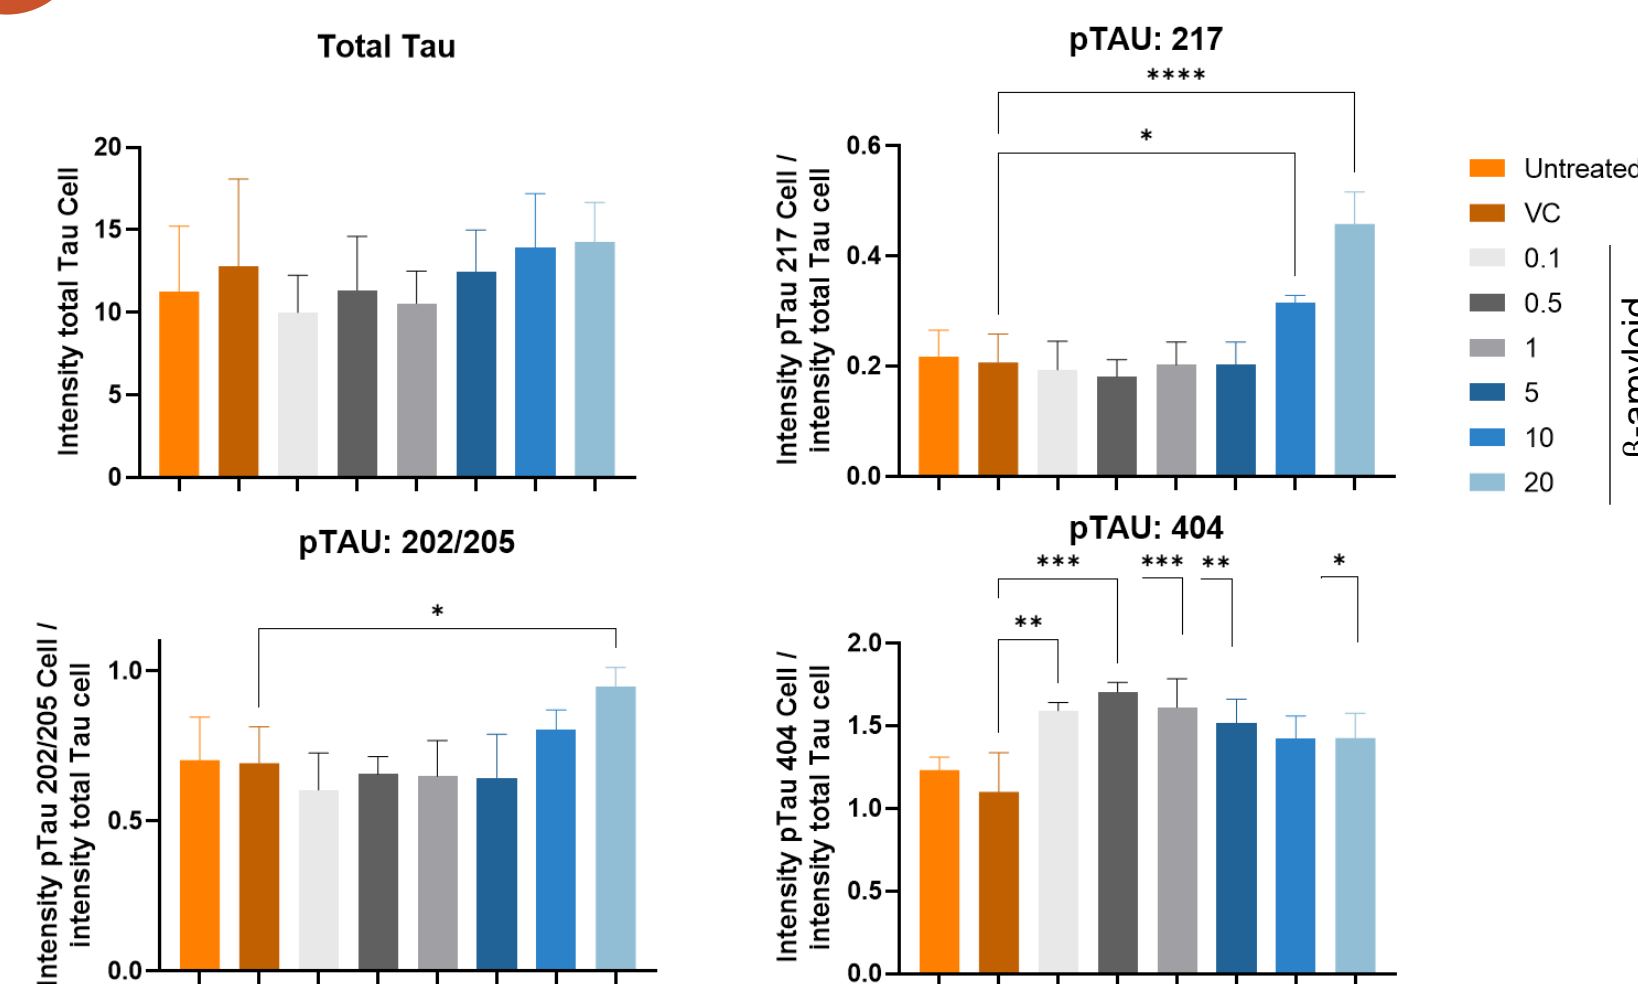 Total Tau
Intensity total Tau Cell
20
15
10
5
0
pTAU: 217
****
*
Intensity pTau 217 Cell /
intensity total Tau cell
0.6
0.4
0.2
0.0
Untreated
VC
0.1
0.5
1
5
10
20
β-amyloid
pTAU: 202/205
*
Intensity pTau 202/205 Cell /
intensity total Tau cell
1.0
0.5
0.0
pTAU: 404
***
***
**
*
**
Intensity pTau 404 Cell /
intensity total Tau cell
2.0
1.5
1.0
0.5
0.0